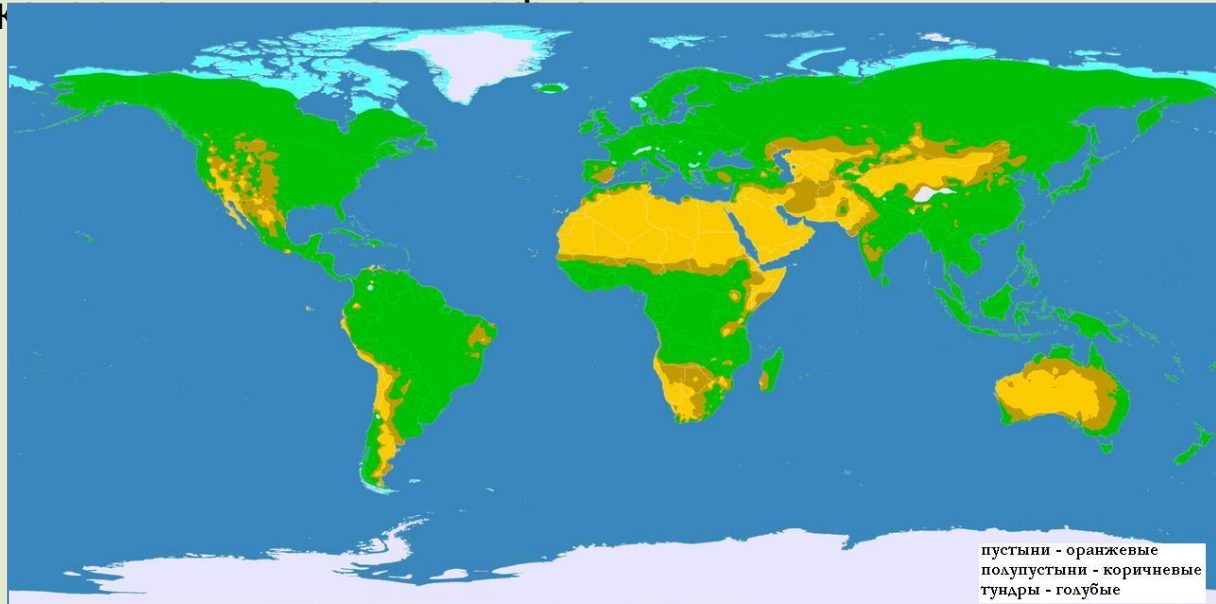 пустыни - оранжевые
полупустыни - коричневые
тундры - голубые